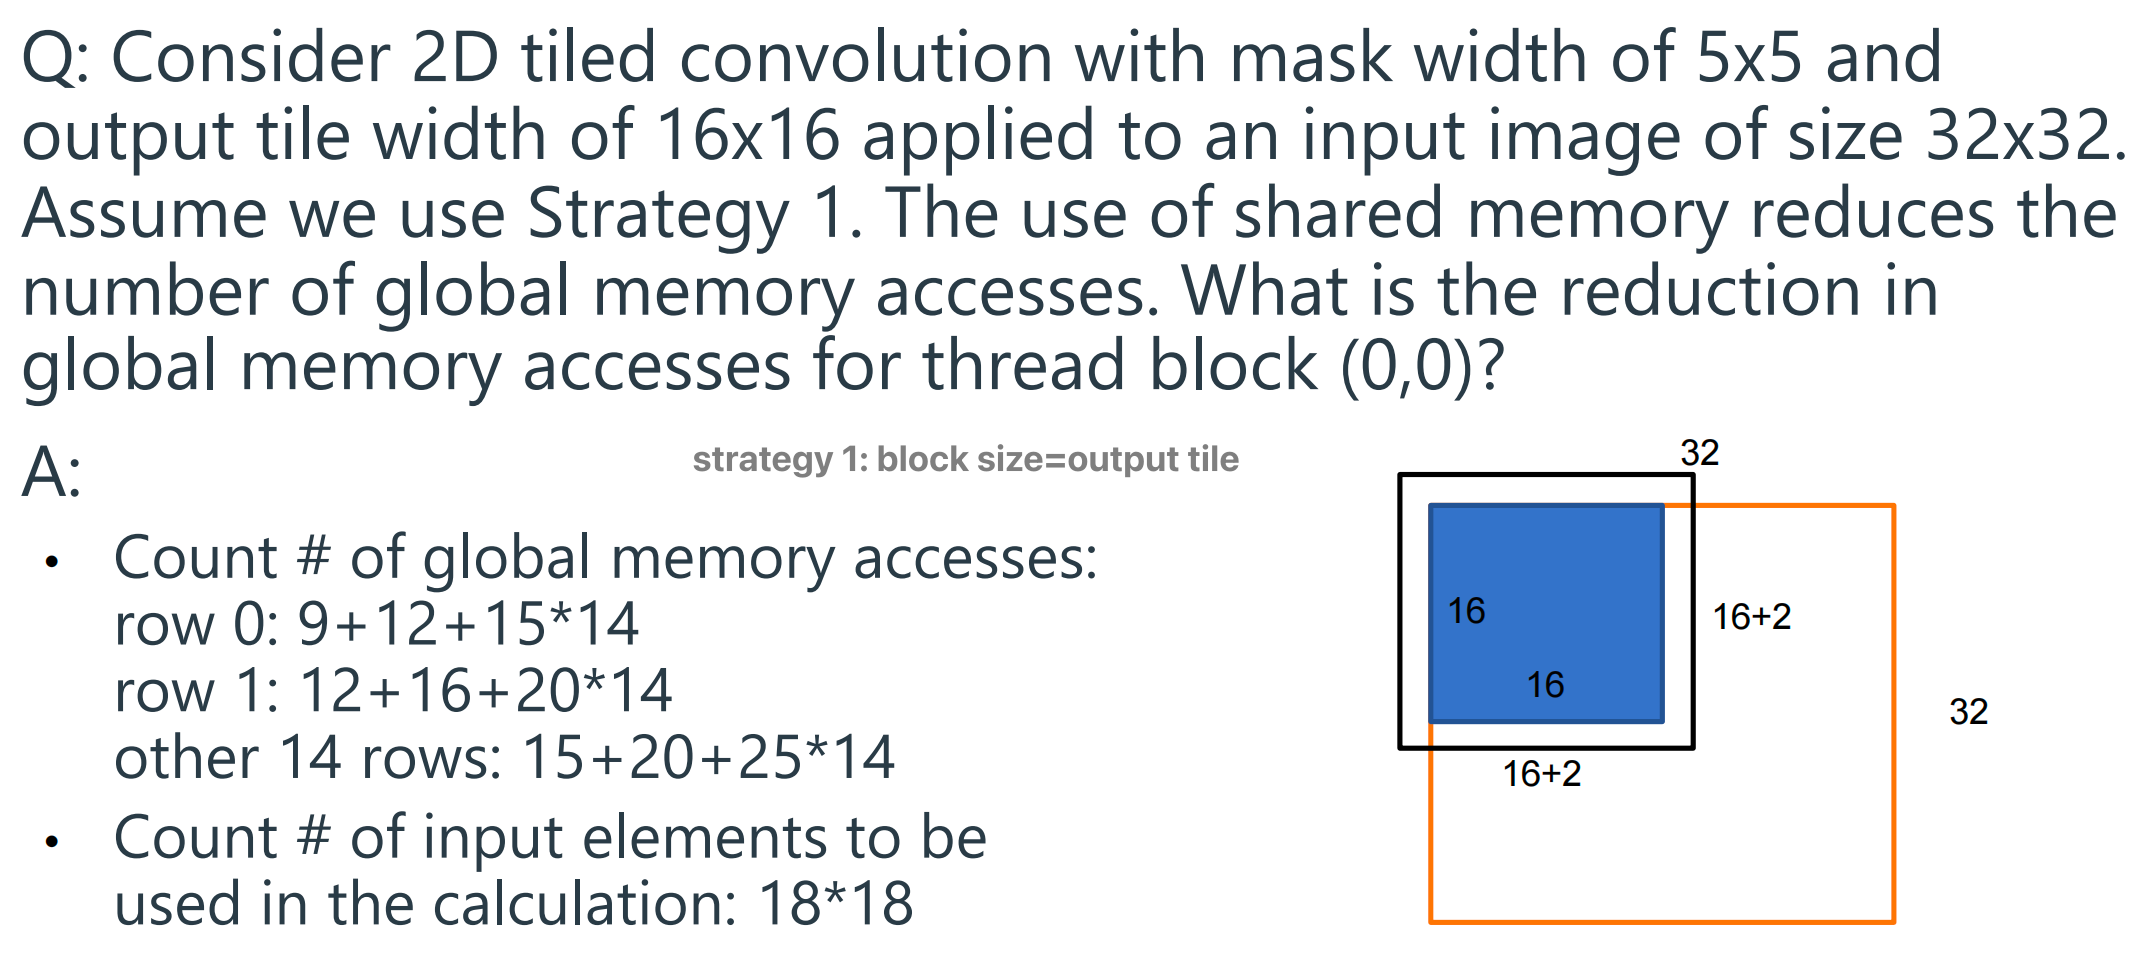 Q: Consider 2D tiled convolution with mask width of 5x5 and
output tile width of 16x16 applied to an input image of size 32x32.
Assume we use Strategy 1. The use of shared memory reduces the
number of global memory accesses. What is the reduction in
global memory accesses for thread block (0,0)?
A:
strategy 1: block size=output tile
• Count # of global memory accesses:
row 0: 9+12+15*14
row 1: 12+16+20*14
other 14 rows: 15+20+25*14
• Count # of input elements to be
used in the calculation: 18*18
32
16
16+2
16
32
16+2